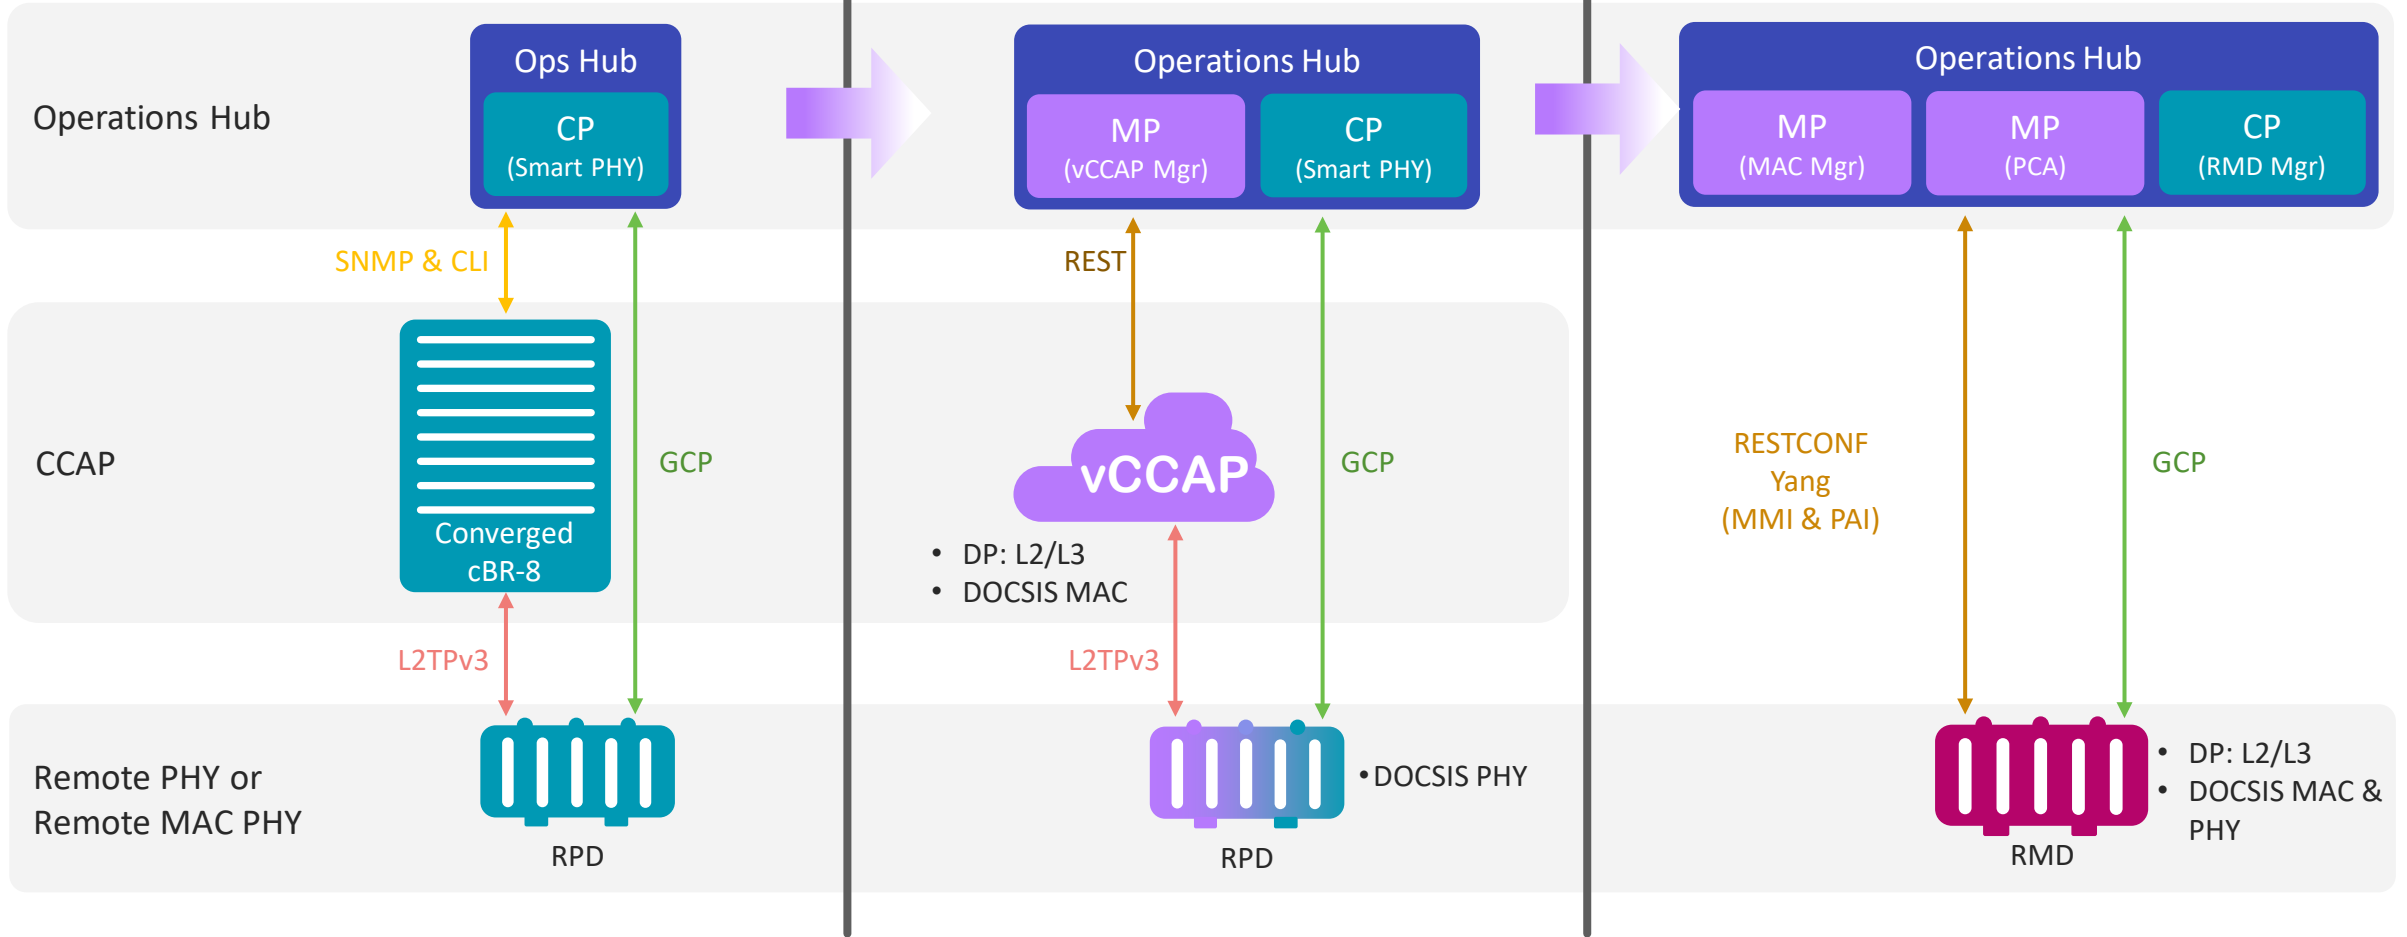 Operations Hub
Ops Hub
CP
(Smart PHY)
Operations Hub
MP
(vCCAP Mgr)
CP
(Smart PHY)
Operations Hub
MP
(MAC Mgr)
MP
(PCA)
CP
(RMD Mgr)
SNMP & CLI
REST
CCAP
Converged
cBR-8
GCP
vCCAP
• DP: L2/L3
• DOCSIS MAC
GCP
RESTCONF
Yang
(MMI & PAI)
GCP
L2TPv3
L2TPv3
Remote PHY or
Remote MAC PHY
RPD
•DOCSIS PHY
RPD
• DP: L2/L3
• DOCSIS MAC &
PHY
RMD